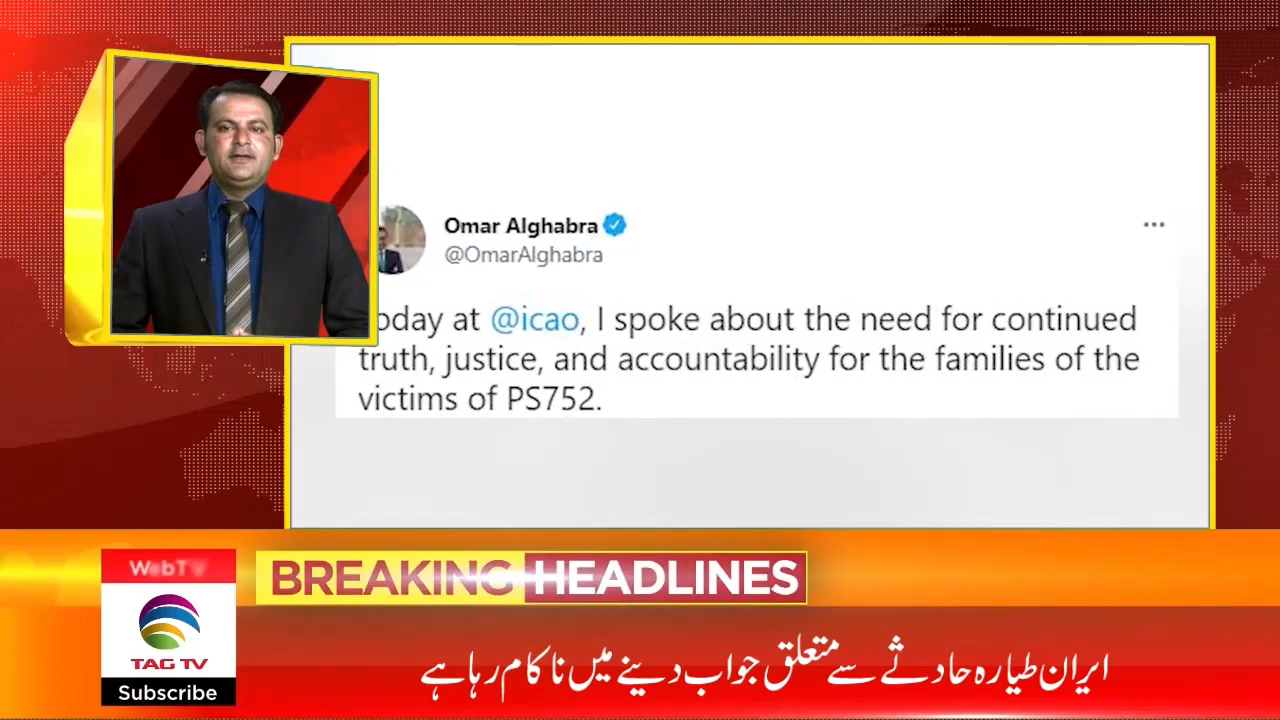 Omar Alghabra
@OmarAlghabra
oday at @icao, I spoke about the need for continued
truth, justice, and accountability for the families of the
victims of PS752.
WebTV
TAG TV
Subscribe
BREAKING HEADLINES
ایران طیارہ حادثے سے متعلق جواب دینے میں ناکام رہا ہے